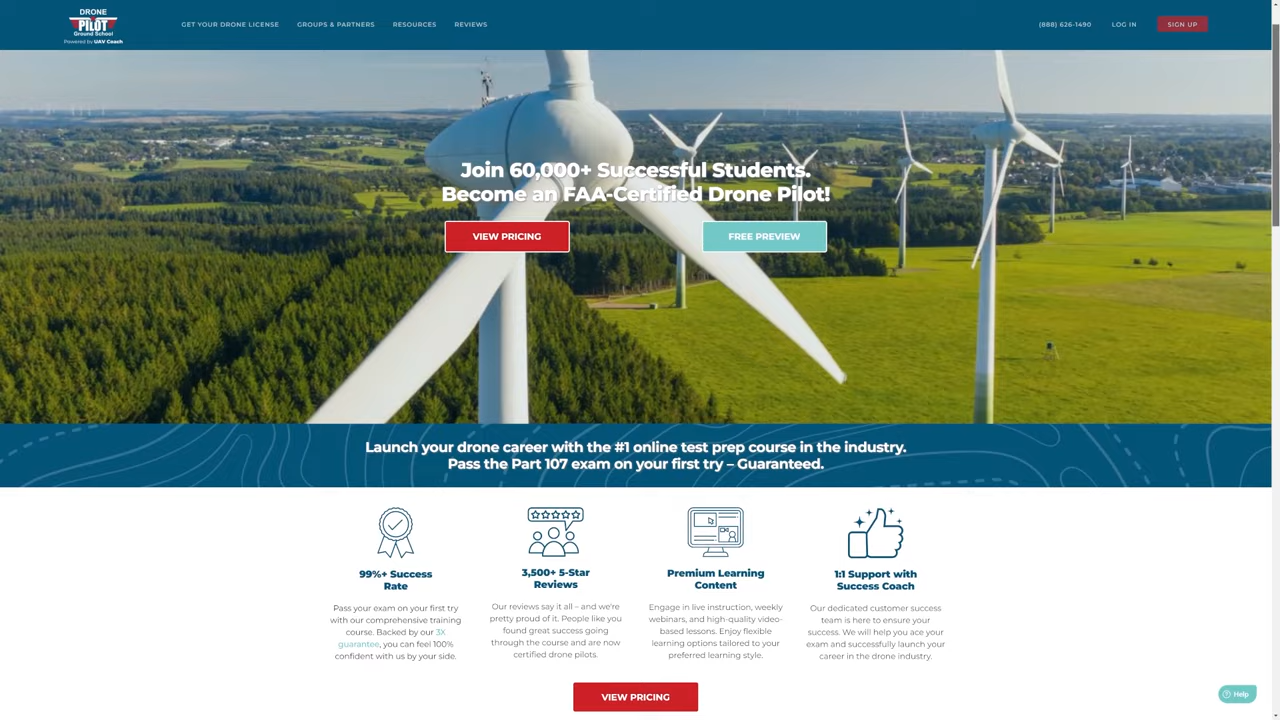 DRONE
PILOT
Ground School
Powered by UAV Coach
GET YOUR DRONE LICENSE GROUPS & PARTNERS RESOURCES REVIEWS (888) 626-1490 LOG IN SIGN UP
Join 60,000+ Successful Students.
Become an FAA-Certified Drone Pilot!
VIEW PRICING FREE PREVIEW
Launch your drone career with the #1 online test prep course in the industry.
Pass the Part 107 exam on your first try – Guaranteed.
99%+ Success
Rate
Pass your exam on your first try
with our comprehensive training
course. Backed by our 3X
guarantee, you can feel 100%
confident with us by your side.
3,500+ 5-Star
Reviews
Our reviews say it all – and we're
pretty proud of it. People like you
found great success going
through the course and are now
certified drone pilots.
Premium Learning
Content
Engage in live instruction, weekly
webinars, and high-quality video-
based lessons. Enjoy flexible
learning options tailored to your
preferred learning style.
1:1 Support with
Success Coach
Our dedicated customer success
team is here to ensure your
success. We will help you ace your
exam and successfully launch your
career in the drone industry.
VIEW PRICING
Help